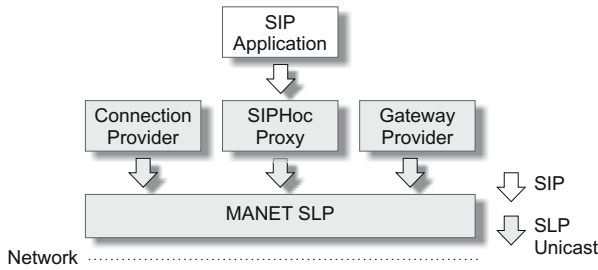 SIP
Application
Connection
Provider
SIPHoc
Proxy
Gateway
Provider
MANET SLP
SIP
SLP
Unicast
Network